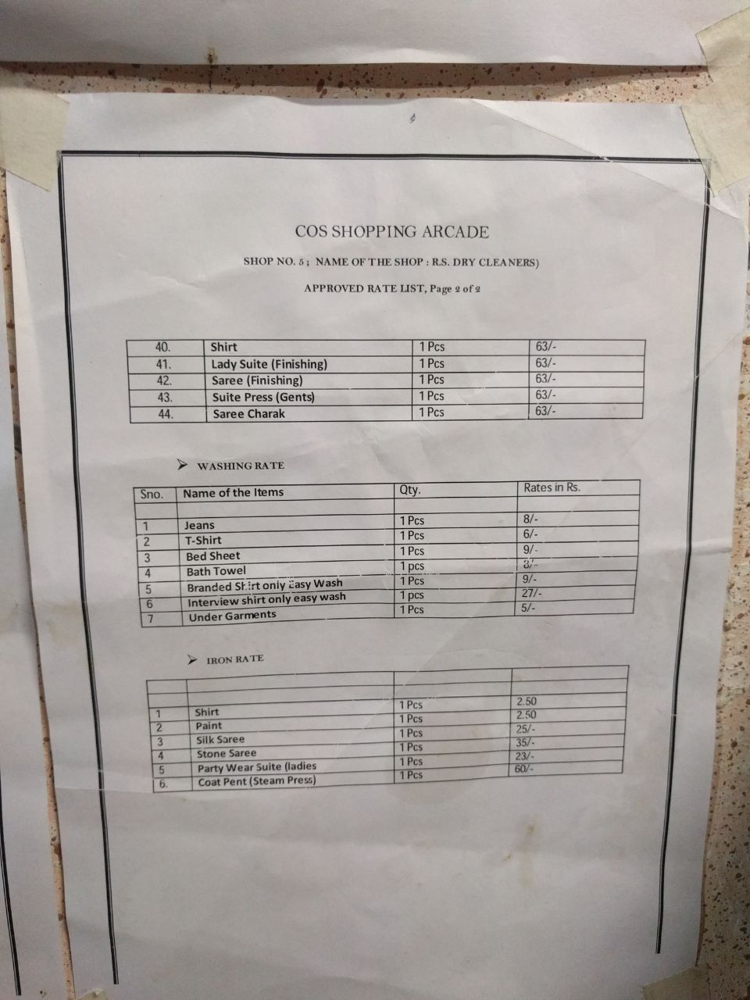 COS SHOPPING ARCADE
SHOP NO. 5 ; NAME OF THE SHOP : R.S. DRY CLEANERS)
APPROVED RATE LIST, Page 2 of 2
40. Shirt 1 Pcs 63/-
41. Lady Suite (Finishing) 1 Pcs 63/-
42. Saree (Finishing) 1 Pcs 63/-
43. Suite Press (Gents) 1 Pcs 63/-
44. Saree Charak 1 Pcs 63/-
➢ WASHING RATE
Sno. Name of the Items Qty. Rates in Rs.
1 Jeans 1 Pcs 8/-
2 T-Shirt 1 Pcs 6/-
3 Bed Sheet 1 Pcs 9/-
4 Bath Towel 1 pcs 8/-
5 Branded Shirt only Easy Wash 1 Pcs 9/-
6 Interview shirt only easy wash 1 pcs 27/-
7 Under Garments 1 Pcs 5/-
➢ IRON RATE
1 Shirt 1 Pcs 2.50
2 Paint 1 Pcs 2.50
3 Silk Saree 1 Pcs 25/-
4 Stone Saree 1 Pcs 35/-
5 Party Wear Suite (ladies 1 Pcs 23/-
6. Coat Pent (Steam Press) 1 Pcs 60/-